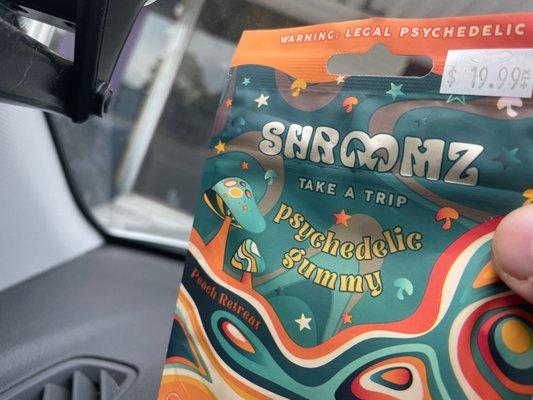 WARNING: LEGAL PSYCHEDELIC
$ 19.99
SHROOMZ
TAKE A TRIP
psychedelic
gummy
Peach Retreat